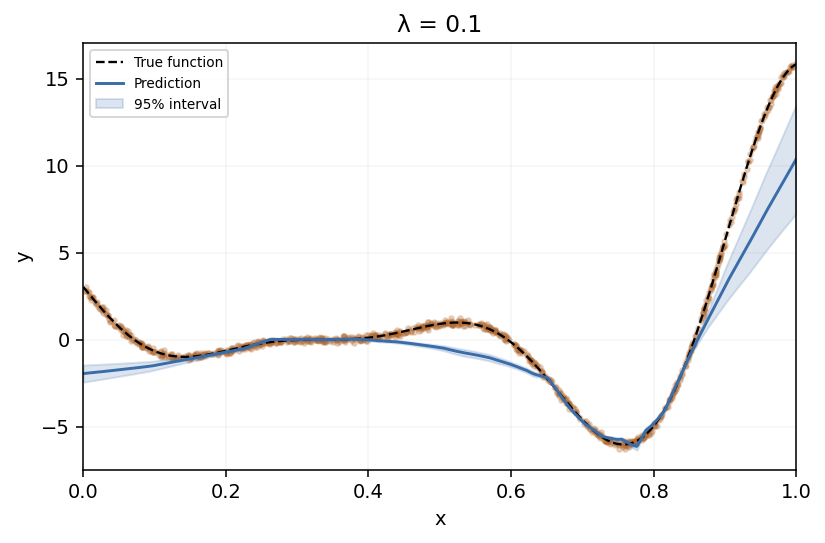 λ = 0.1
True function
Prediction
95% interval
15
10
5
0
−5
y
0.0 0.2 0.4 0.6 0.8 1.0
x